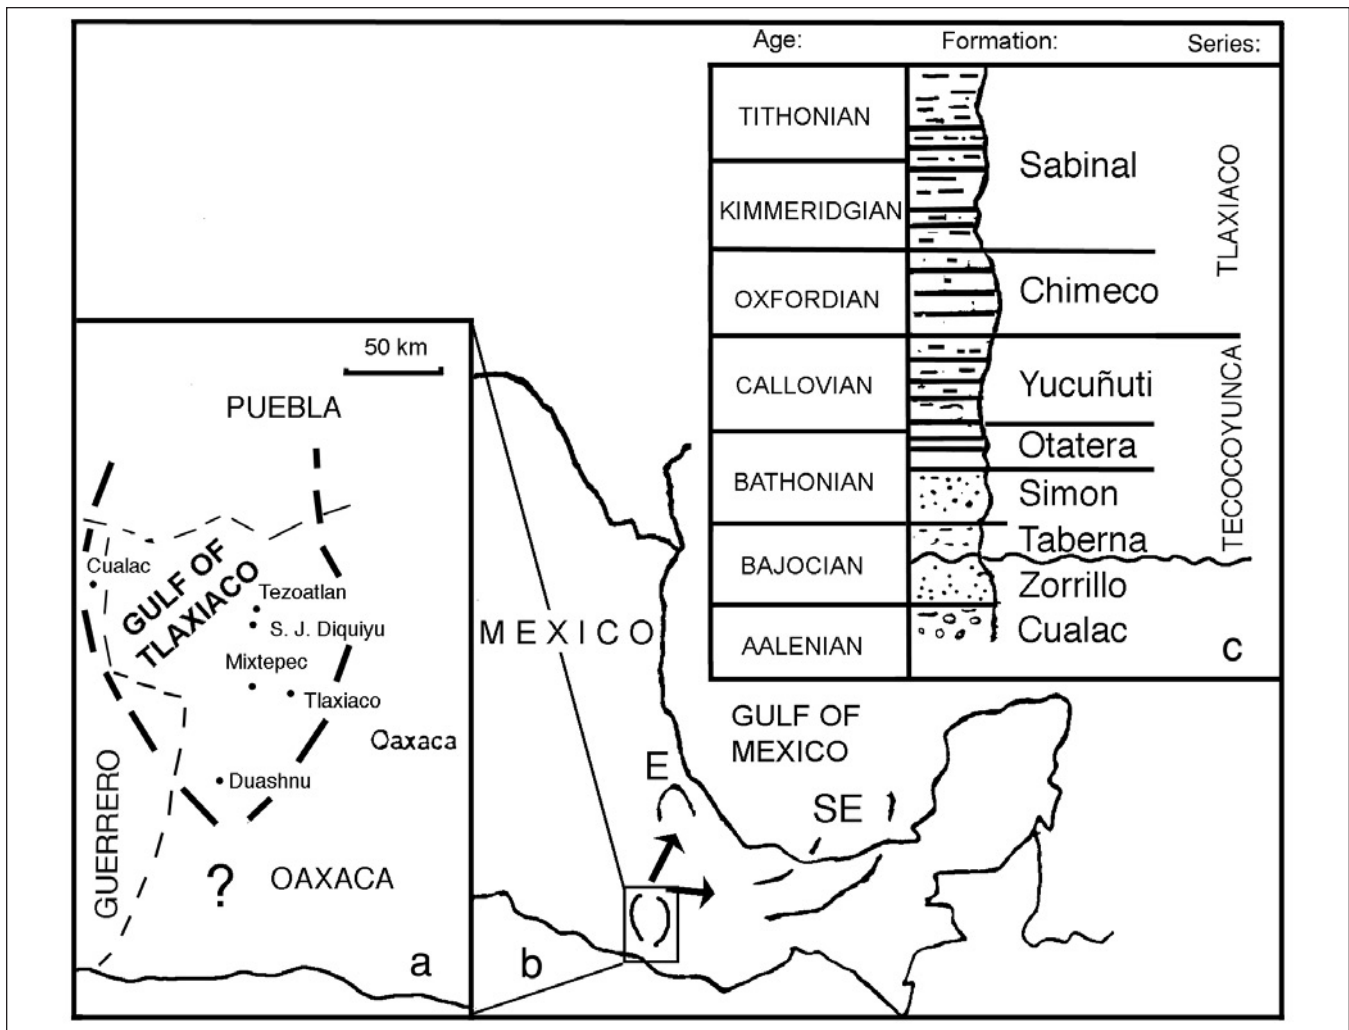 Age: Formation: Series:
TITHONIAN
KIMMERIDGIAN
OXFORDIAN
CALLOVIAN
BATHONIAN
BAJOCIAN
AALENIAN
Sabinal
Chimeco
Yucuñuti
Otatera
Simon
Taberna
Zorrillo
Cualac
TLAXIACO
TECOCOYUNCA
c
50 km
PUEBLA
Cualac
GULF OF
TLAXIACO
Tezoatlan
S. J. Diquiyu
Mixtepec
Tlaxiaco
Oaxaca
Duashnu
GUERRERO
?
OAXACA
a
MEXICO
GULF OF
MEXICO
E
SE
b